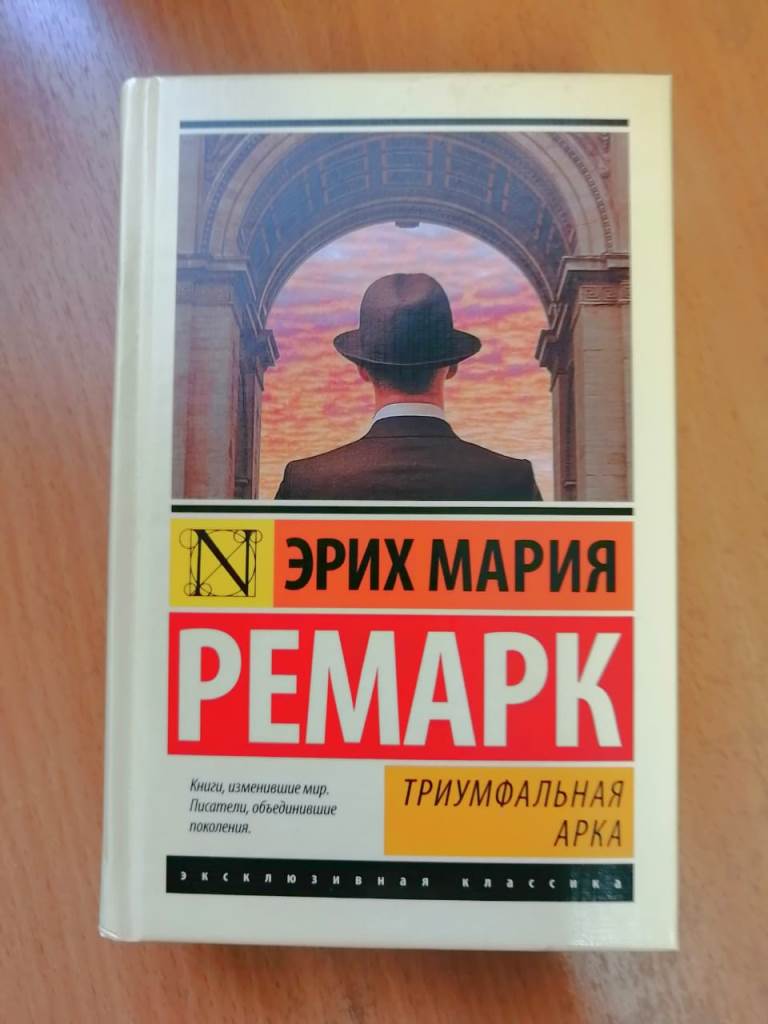 N
ЭРИХ МАРИЯ
РЕМАРК
Книги, изменившие мир.
Писатели, объединившие
поколения.
ТРИУМФАЛЬНАЯ
АРКА
эксклюзивная классика